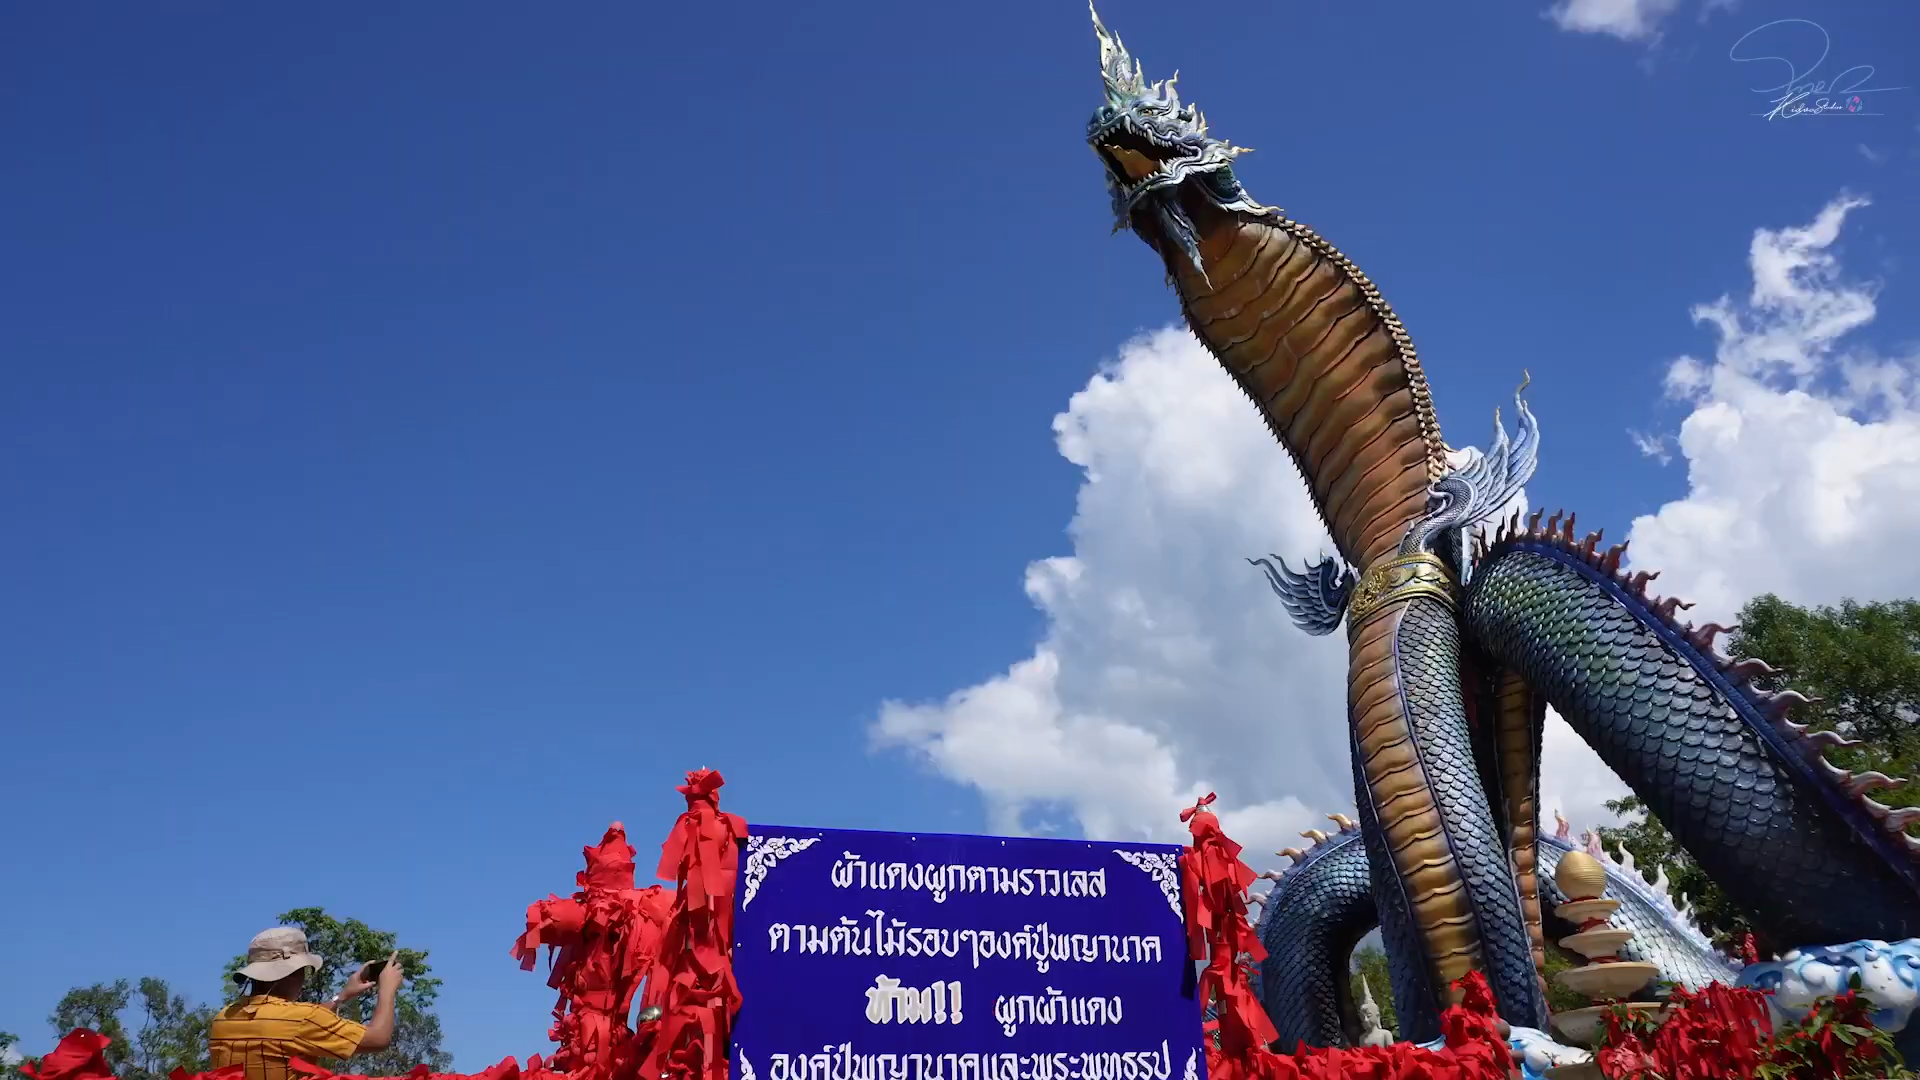 ผ้าแดงผูกตามราวเลส
ตามต้นไม้รอบๆองค์ปู่พญานาค
ห้าม!! ผูกผ้าแดง
องค์ปู่พญานาคและพระพุทธรูป